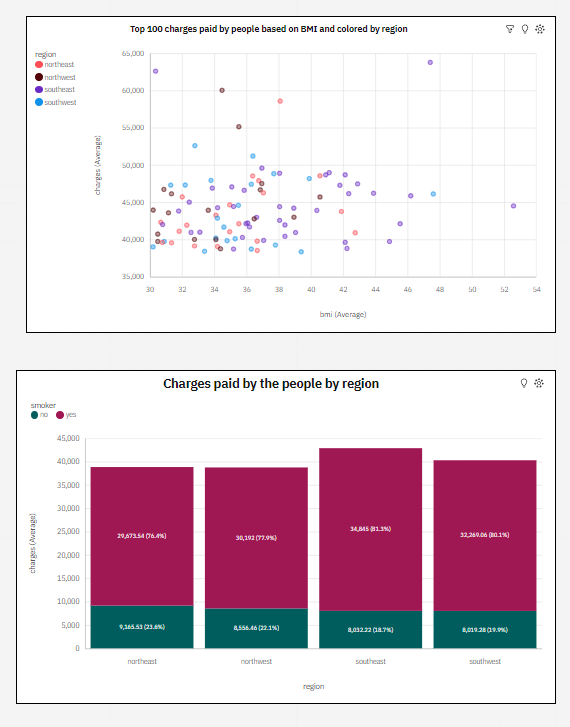 Top 100 charges paid by people based on BMI and colored by region
region
northeast
northwest
southeast
southwest
charges (Average)
65,000
60,000
55,000
50,000
45,000
40,000
35,000
30 32 34 36 38 40 42 44 46 48 50 52 54
bmi (Average)
Charges paid by the people by region
smoker
no yes
charges (Average)
45,000
40,000
35,000
30,000
25,000
20,000
15,000
10,000
5,000
0
29,673.54 (76.4%) 30,192 (77.9%) 34,845 (81.3%) 32,269.06 (80.1%)
9,165.53 (23.6%) 8,556.46 (22.1%) 8,032.22 (18.7%) 8,019.28 (19.9%)
northeast northwest southeast southwest
region